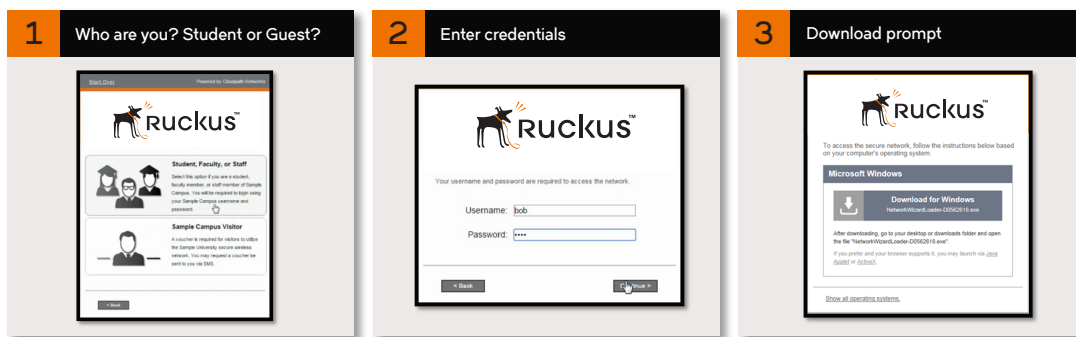 1 Who are you? Student or Guest?
Start Over Powered by Cloudpath Networks
Ruckus™
Student, Faculty, or Staff
Select this option if you are a student,
faculty member, or staff member of Sample
Campus. You will be required to login using
your Sample Campus username and
password.
Sample Campus Visitor
A voucher is required for visitors to utilize
the Sample University secure wireless
network. You may request a voucher be
sent to you via SMS.
< Back
2 Enter credentials
Ruckus™
Your username and password are required to access the network.
Username: bob
Password: ••••
< Back
3 Download prompt
Ruckus™
To access the secure network, follow the instructions below based
on your computer's operating system.
Microsoft Windows
Download for Windows
NetworkWizardLoader-D0562618.exe
After downloading, go to your desktop or downloads folder and open
the file "NetworkWizardLoader-D0562618.exe".
If you prefer and your browser supports it, you may launch via Java
Applet or ActiveX.
Show all operating systems.